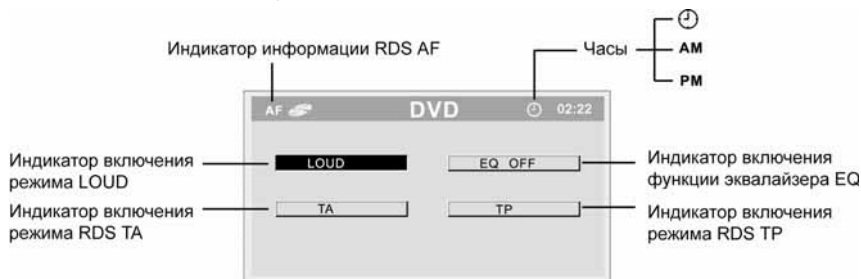 Индикатор информации RDS AF
Часы
AM
PM
AF DVD 02:22
Индикатор включения
режима LOUD
LOUD
EQ OFF
Индикатор включения
функции эквалайзера EQ
Индикатор включения
режима RDS TA
TA
TP
Индикатор включения
режима RDS TP